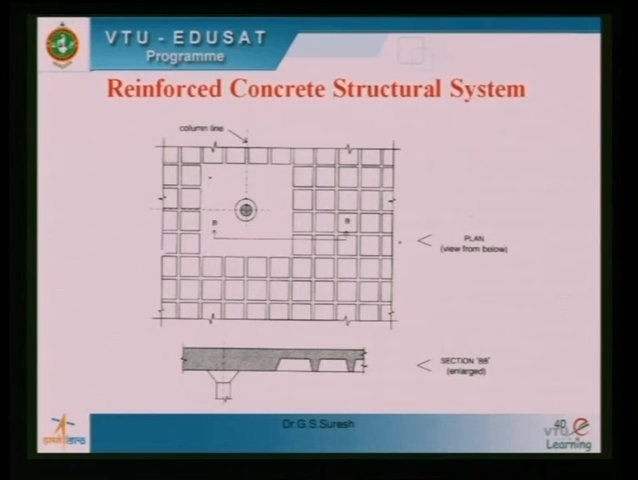 VTU - EDUSAT
Programme
Reinforced Concrete Structural System
column line
B
B
PLAN
(view from below)
SECTION 'BB'
(enlarged)
Dr.G.S.Suresh
40
VTU e
Learning